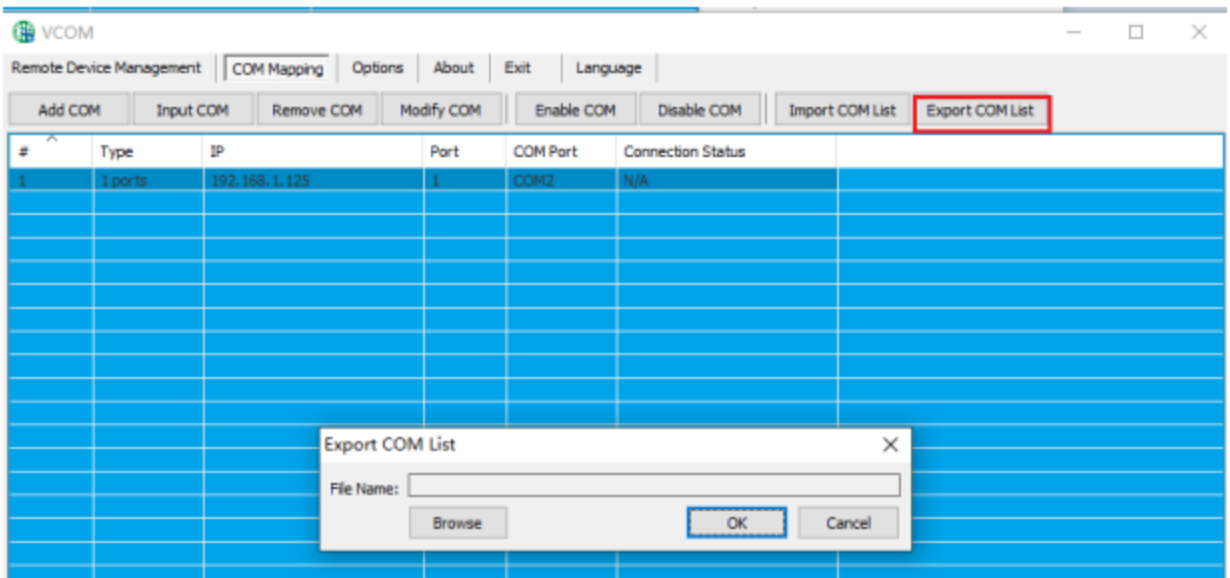 VCOM
Remote Device Management COM Mapping Options About Exit Language
Add COM Input COM Remove COM Modify COM Enable COM Disable COM Import COM List Export COM List
# Type IP Port COM Port Connection Status
1 1 ports 192.168.1.125 1 COM2 N/A
Export COM List
File Name:
Browse OK Cancel